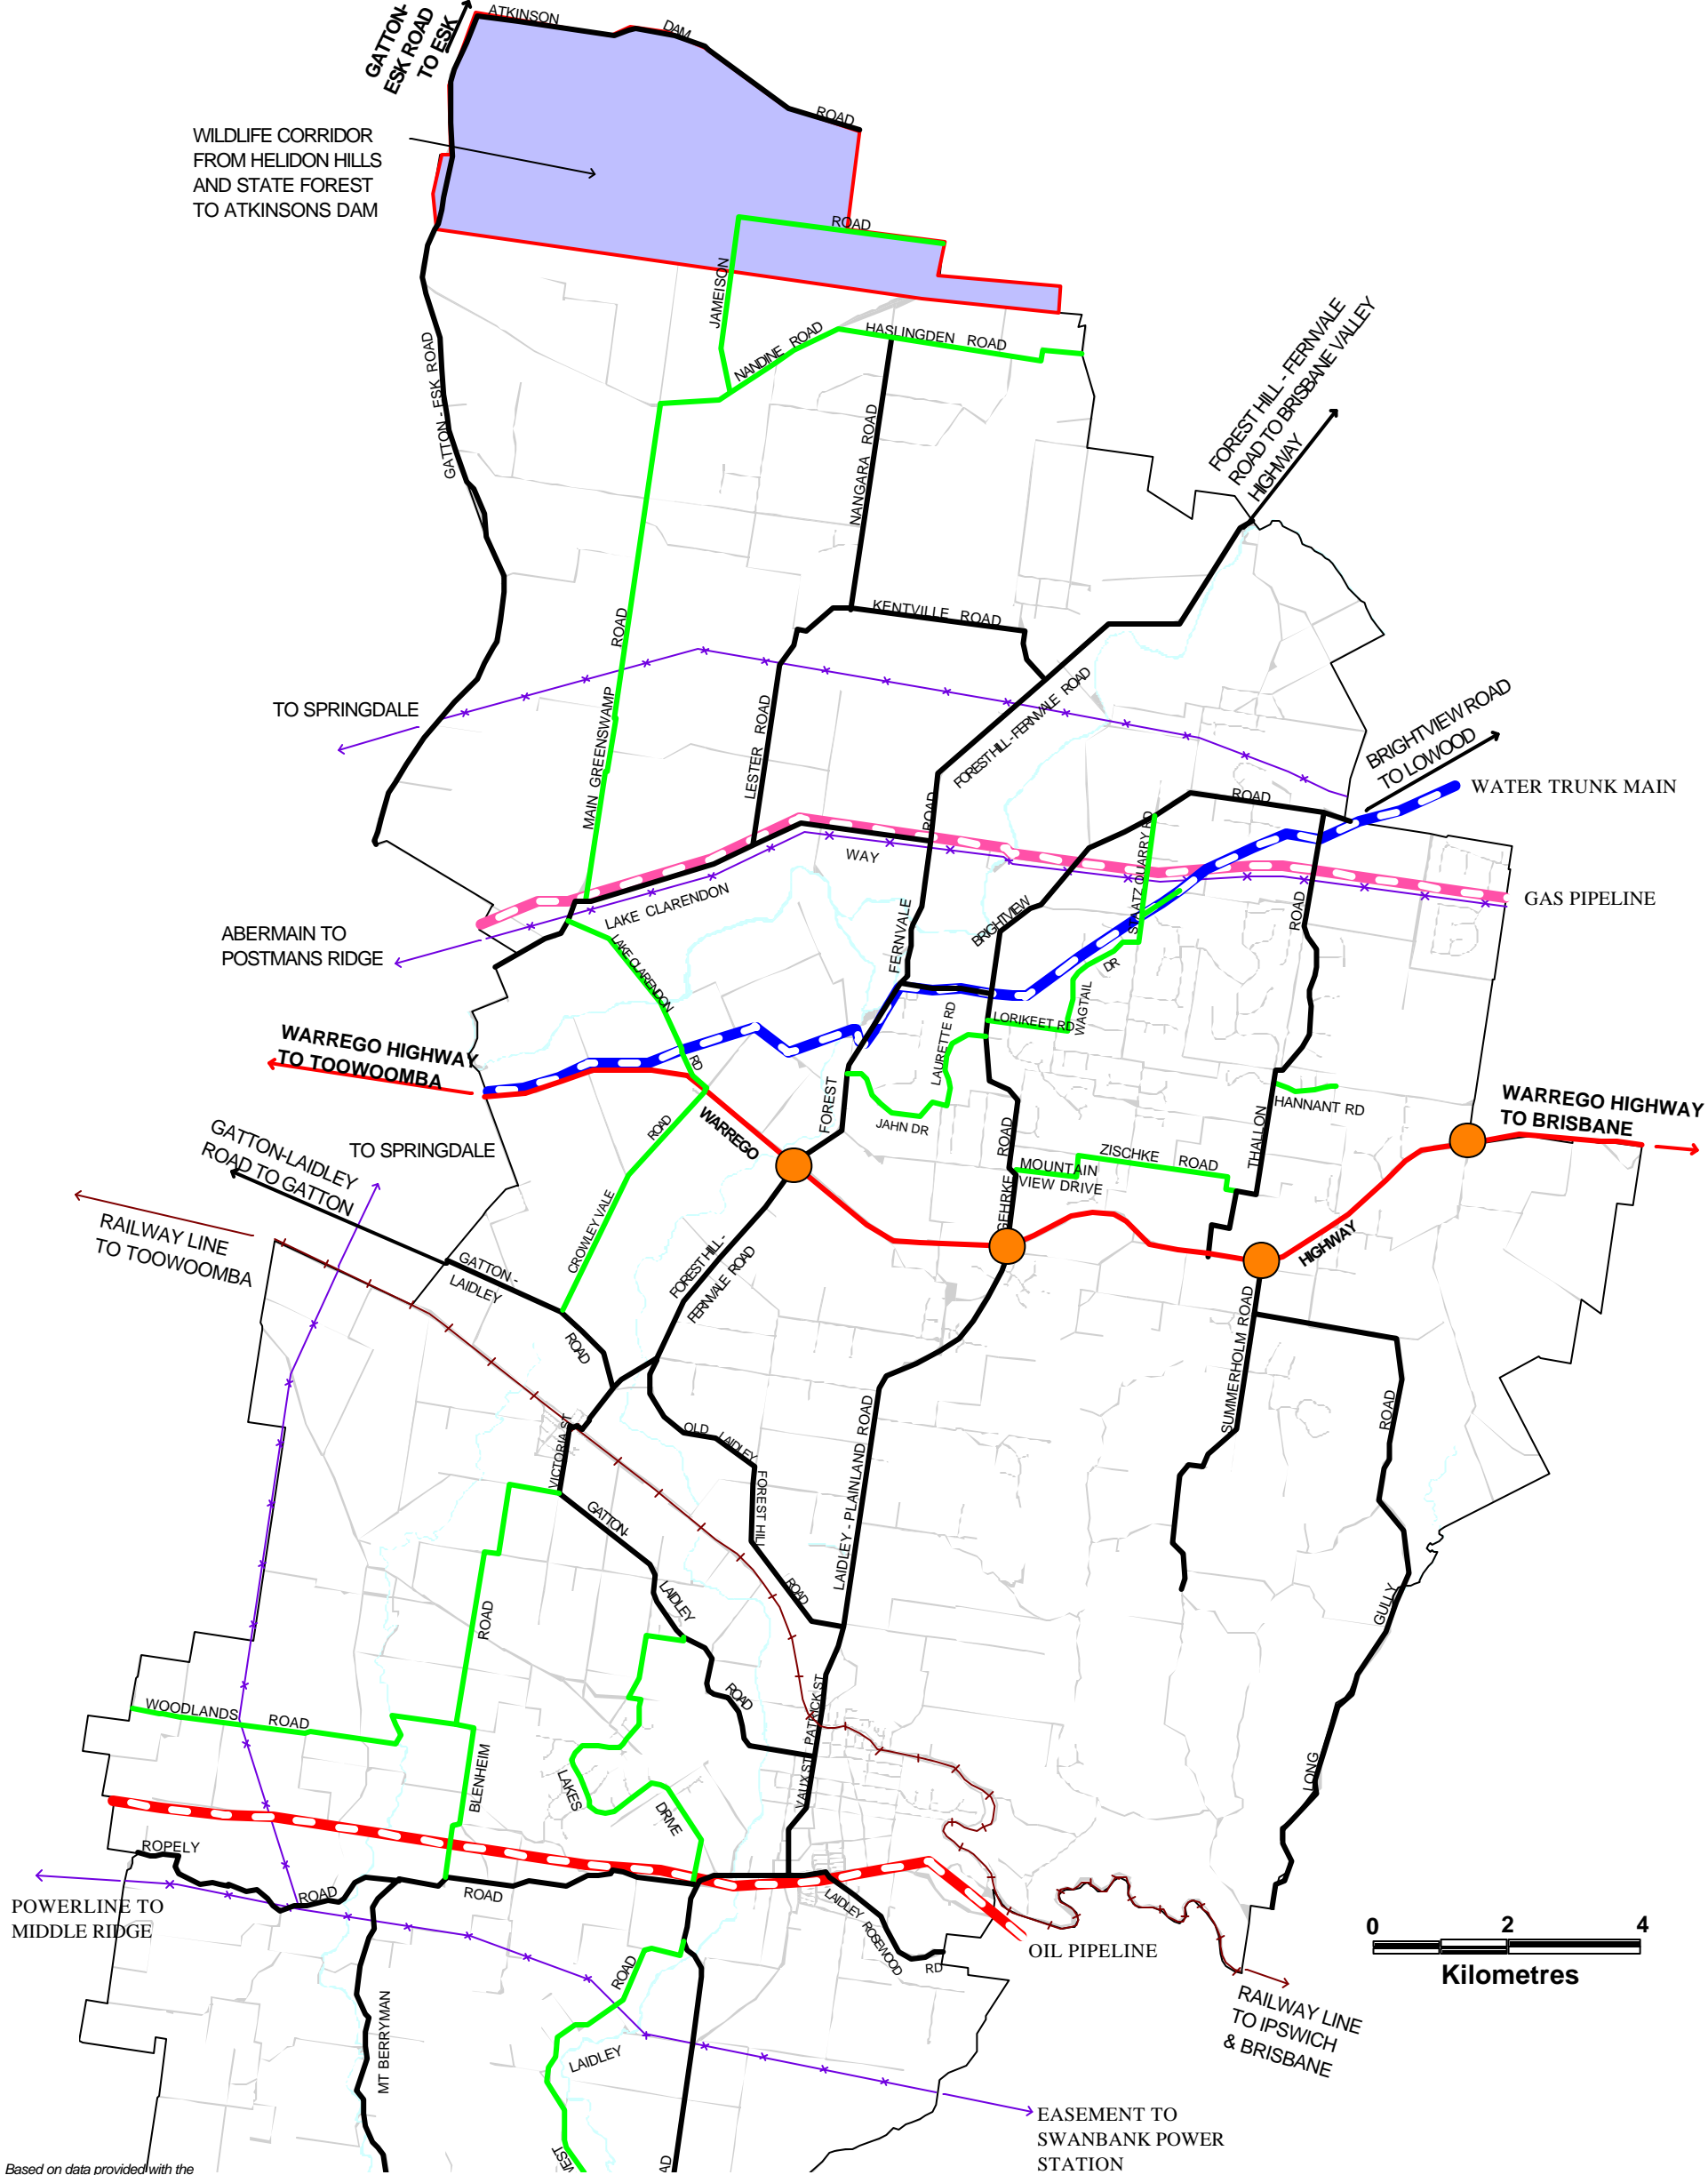 GATTON-
ESK ROAD
TO ESK
ATKINSON
DAM
ROAD
WILDLIFE CORRIDOR
FROM HELIDON HILLS
AND STATE FOREST
TO ATKINSONS DAM
ROAD
JAMEISON
NANDINE ROAD
HASLINGDEN ROAD
GATTON - ESK ROAD
NANGARA ROAD
FOREST HILL - FERNVALE
ROAD TO BRISBANE VALLEY
HIGHWAY
KENTVILLE ROAD
ROAD
MAIN GREENSWAMP
TO SPRINGDALE
LESTER ROAD
FOREST HILL - FERNVALE ROAD
BRIGHTVIEW ROAD
TO LOWOOD
WATER TRUNK MAIN
ROAD
ROAD
WAY
STAATZ QUARRY RD
GAS PIPELINE
LAKE CLARENDON
ROAD
BRIGHTVIEW
ABERMAIN TO
POSTMANS RIDGE
LAKE CLARENDON
RD
FERNVALE
DR
WAGTAIL
LORIKEET RD
LAURETTE RD
WARREGO HIGHWAY
TO TOOWOOMBA
FOREST
JAHN DR
HANNANT RD
WARREGO HIGHWAY
TO BRISBANE
GATTON-LAIDLEY
ROAD TO GATTON
TO SPRINGDALE
ROAD
WARREGO
ROAD
THALLON
ZISCHKE ROAD
MOUNTAIN
VIEW DRIVE
GEHRKE
CROWLEY VALE
RAILWAY LINE
TO TOOWOOMBA
GATTON -
LAIDLEY
ROAD
FOREST HILL -
FERNVALE ROAD
HIGHWAY
SUMMERHOLM ROAD
ROAD
VICTORIA ST
OLD LAIDLEY
FOREST HILL
ROAD
LAIDLEY - PLAINLAND ROAD
GATTON-
LAIDLEY
ROAD
ROAD
GULLY
LONG
WOODLANDS ROAD
BLENHEIM
LAKES
DRIVE
PATRICK ST
VAUX ST
ROPELY
ROAD
ROAD
POWERLINE TO
MIDDLE RIDGE
LAIDLEY ROSEWOOD
RD
OIL PIPELINE
0 2 4
Kilometres
RAILWAY LINE
TO IPSWICH
& BRISBANE
MT BERRYMAN
ROAD
LAIDLEY
WEST
AD
EASEMENT TO
SWANBANK POWER
STATION
Based on data provided with the